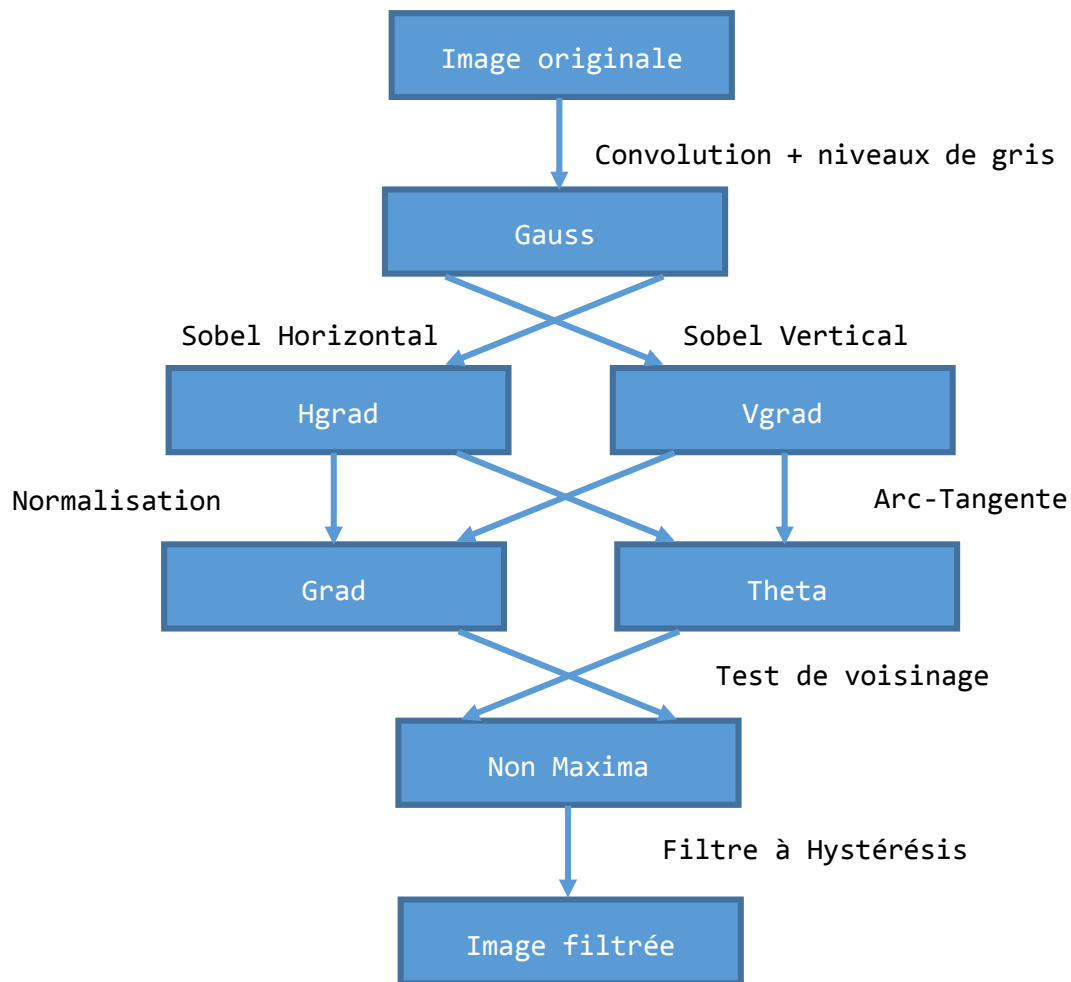 Image originale
Convolution + niveaux de gris
Gauss
Sobel Horizontal
Sobel Vertical
Hgrad
Vgrad
Normalisation
Arc-Tangente
Grad
Theta
Test de voisinage
Non Maxima
Filtre à Hystérésis
Image filtrée